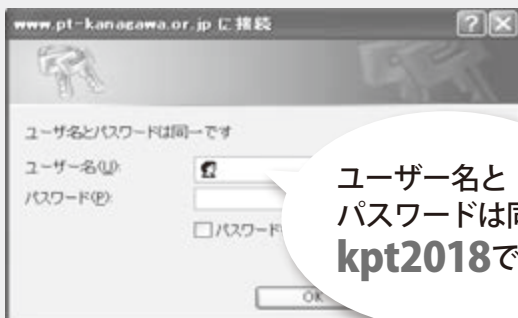 www.pt-kanagawa.or.jp に接続
ユーザ名とパスワードは同一です
ユーザー名(U):
パスワード(P):
パスワード
OK
ユーザー名と
パスワードは同
kpt2018で